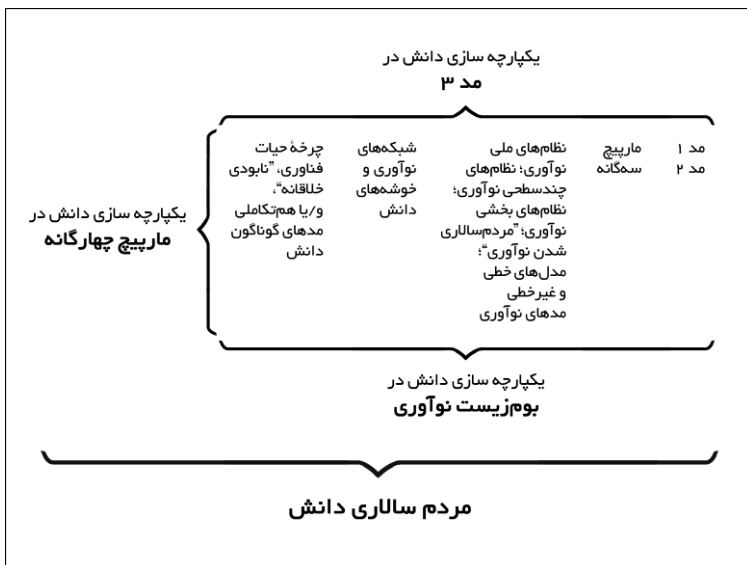 یکپارچه سازی دانش در
مد ۳
مد ۱
مد ۲
مارپیچ
سه‌گانه
نظام‌های ملی
نوآوری؛ نظام‌های
چندسطحی نوآوری؛
نظام‌های بخشی
نوآوری؛ ”مردم‌سالاری
شدن نوآوری“؛
مدل‌های خطی
و غیرخطی
مدهای نوآوری
شبکه‌های
نوآوری و
خوشه‌های
دانش
چرخهٔ حیات
فناوری، ”نابودی
خلاقانه“،
و/یا هم‌تکاملی
مدهای گوناگون
دانش
یکپارچه سازی دانش در
مارپیچ چهارگانه
یکپارچه سازی دانش در
بوم‌زیست نوآوری
مردم سالاری دانش